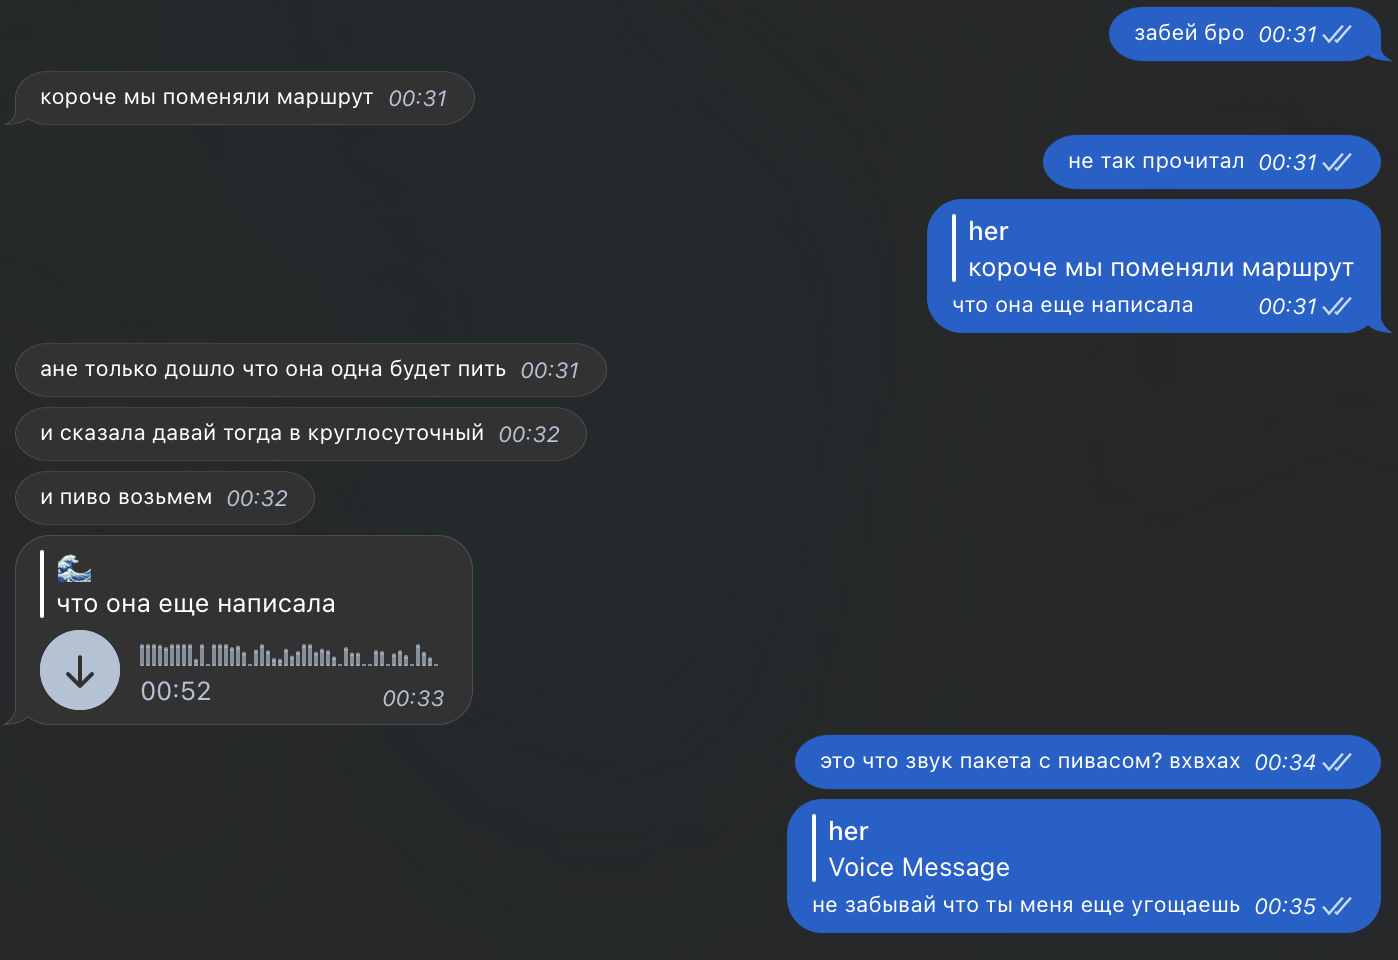 забей бро 00:31
короче мы поменяли маршрут 00:31
не так прочитал 00:31
her
короче мы поменяли маршрут
что она еще написала 00:31
ане только дошло что она одна будет пить 00:31
и сказала давай тогда в круглосуточный 00:32
и пиво возьмем 00:32
🌊
что она еще написала
00:52 00:33
это что звук пакета с пивасом? вхвхах 00:34
her
Voice Message
не забывай что ты меня еще угощаешь 00:35